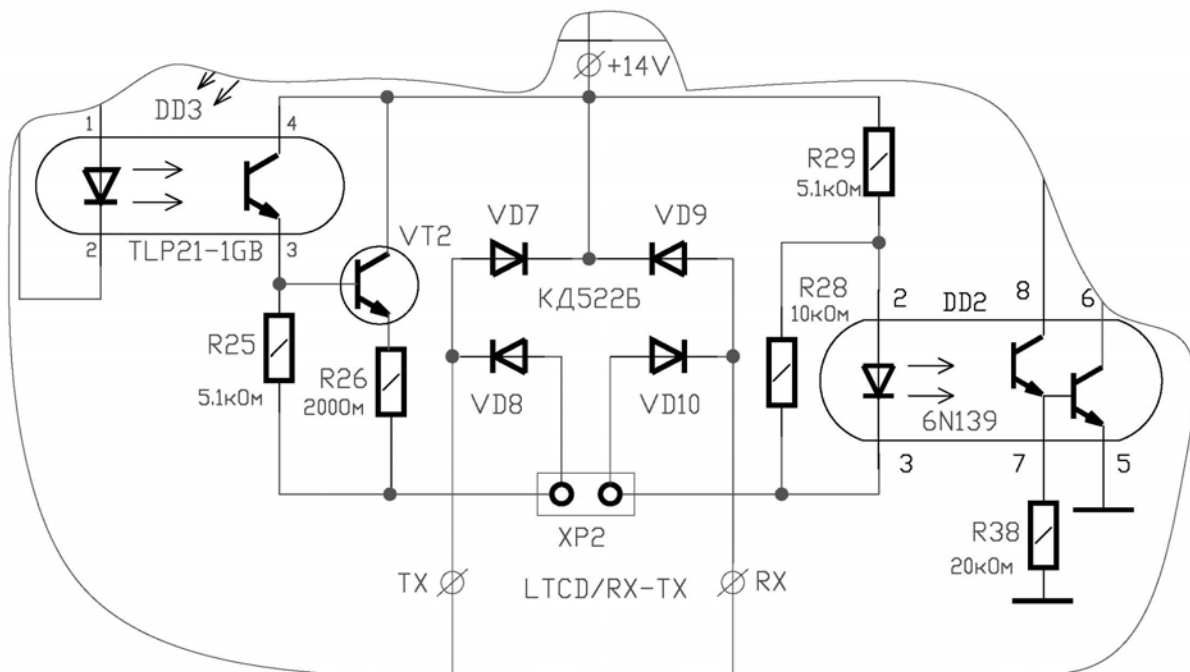 +14V
DD3
1
4
R29
5.1кОм
2
TLP21-1GB
3
VT2
VD7
VD9
КД522Б
R28
10кОм
2
DD2
8
6
R25
5.1кОм
R26
200Ом
VD8
VD10
6N139
3
7
5
XP2
R38
20кОм
TX
LTCD/RX-TX
RX